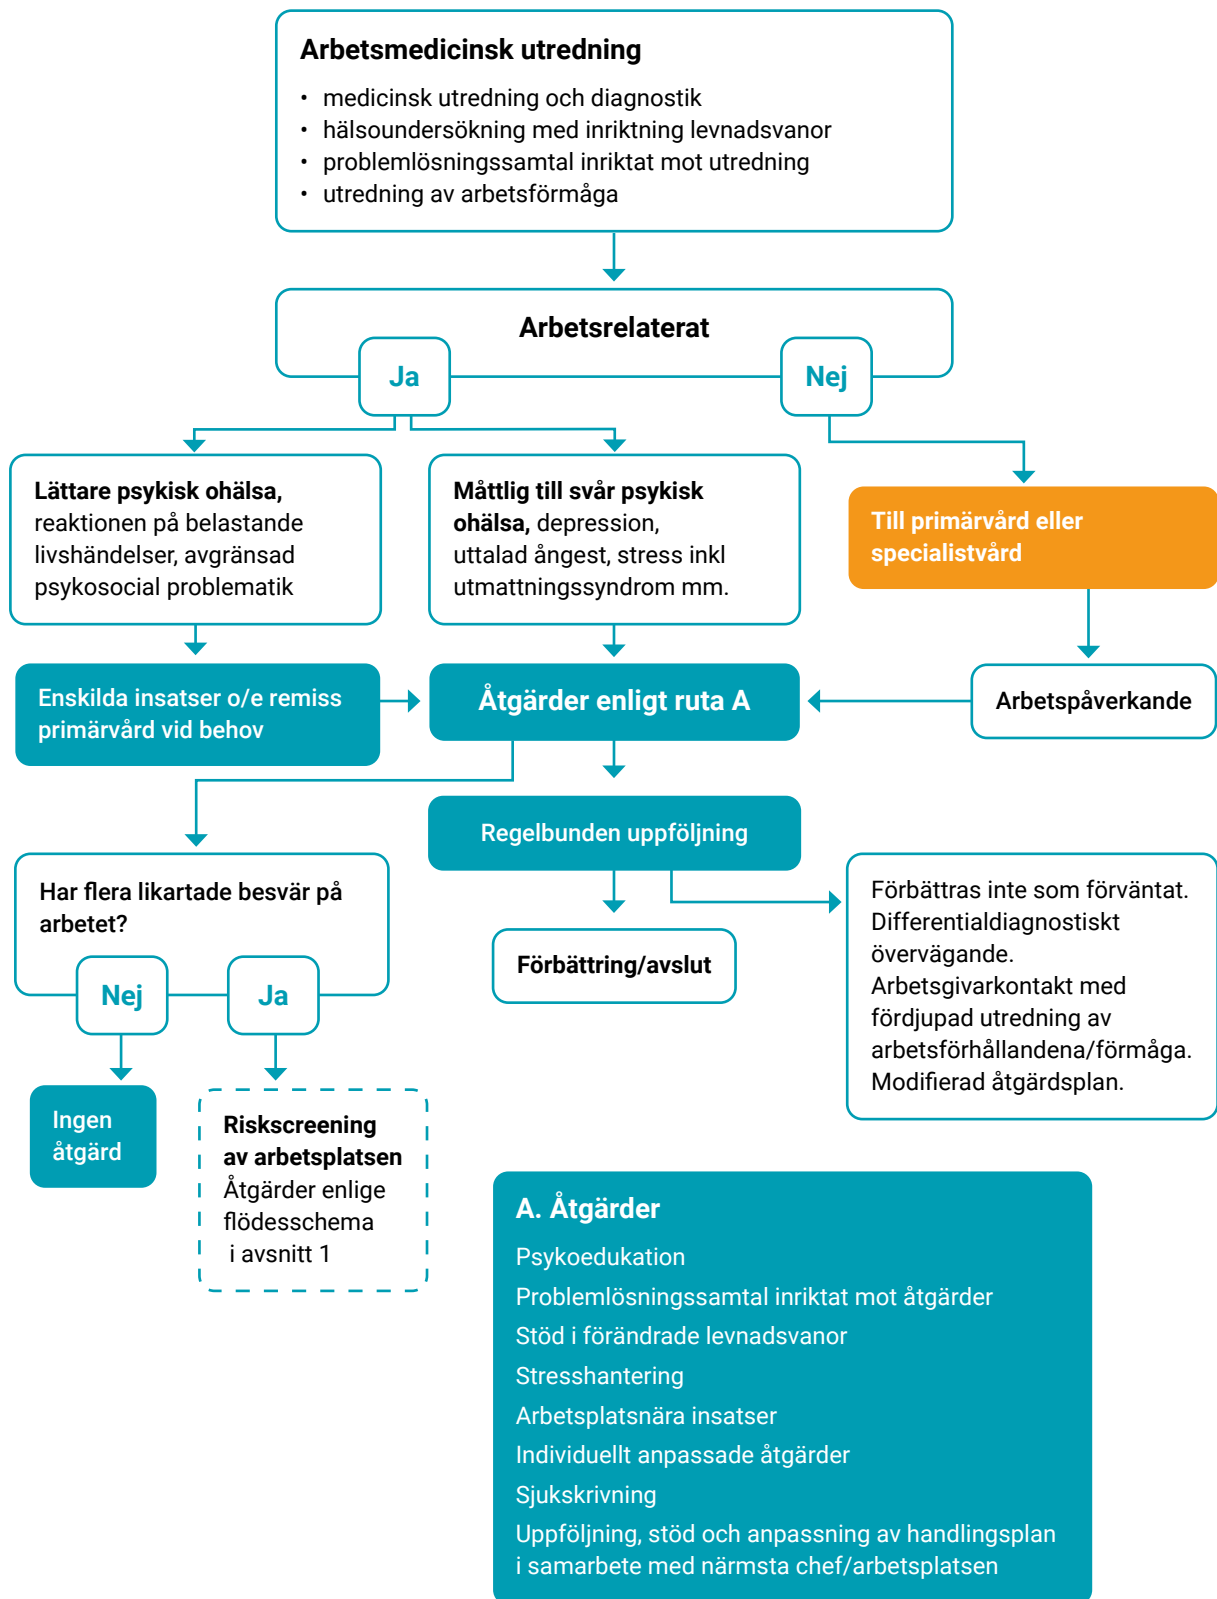 Arbetsmedicinsk utredning
• medicinsk utredning och diagnostik
• hälsoundersökning med inriktning levnadsvanor
• problemlösningssamtal inriktat mot utredning
• utredning av arbetsförmåga
Arbetsrelaterat
Ja
Nej
Lättare psykisk ohälsa,
reaktionen på belastande
livshändelser, avgränsad
psykosocial problematik
Måttlig till svår psykisk
ohälsa, depression,
uttalad ångest, stress inkl
utmattningssyndrom mm.
Till primärvård eller
specialistvård
Enskilda insatser o/e remiss
primärvård vid behov
Åtgärder enligt ruta A
Arbetspåverkande
Regelbunden uppföljning
Har flera likartade besvär på
arbetet?
Nej
Ja
Förbättring/avslut
Förbättras inte som förväntat.
Differentialdiagnostiskt
övervägande.
Arbetsgivarkontakt med
fördjupad utredning av
arbetsförhållandena/förmåga.
Modifierad åtgärdsplan.
Ingen
åtgärd
Riskscreening
av arbetsplatsen
Åtgärder enlige
flödesschema
i avsnitt 1
A. Åtgärder
Psykoedukation
Problemlösningssamtal inriktat mot åtgärder
Stöd i förändrade levnadsvanor
Stresshantering
Arbetsplatsnära insatser
Individuellt anpassade åtgärder
Sjukskrivning
Uppföljning, stöd och anpassning av handlingsplan
i samarbete med närmsta chef/arbetsplatsen